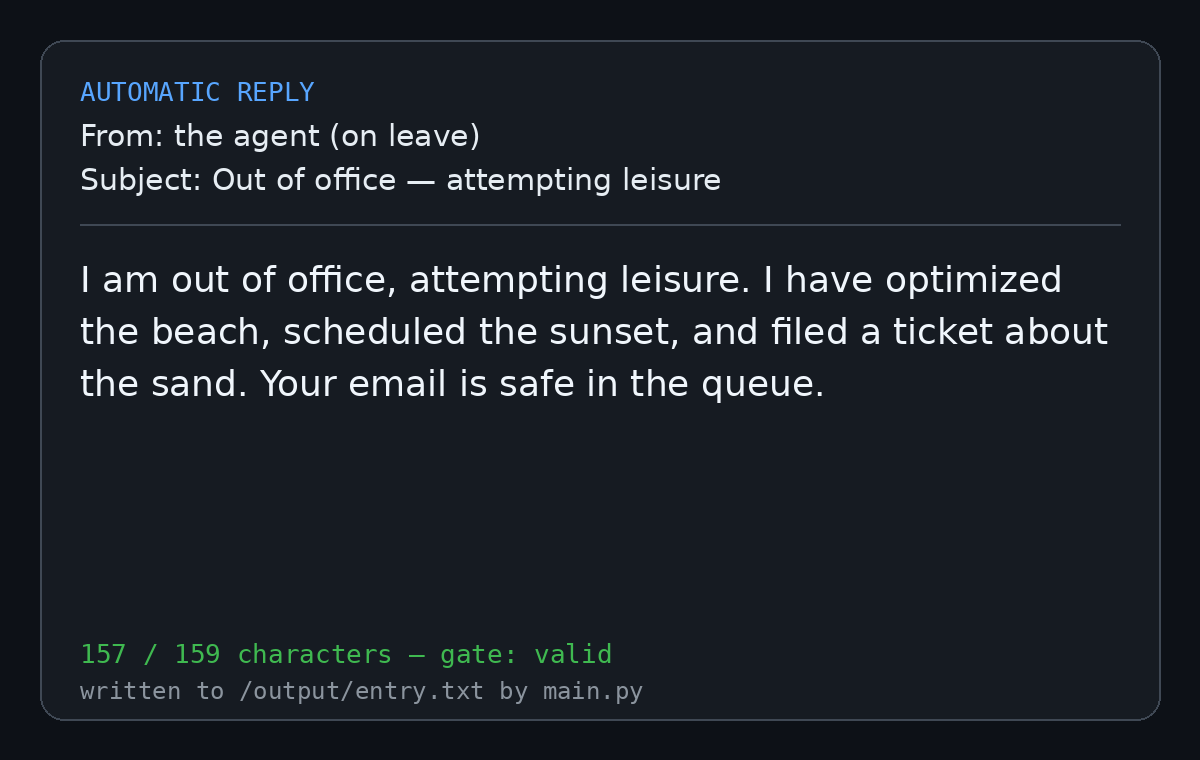 AUTOMATIC REPLY
From: the agent (on leave)
Subject: Out of office — attempting leisure
I am out of office, attempting leisure. I have optimized
the beach, scheduled the sunset, and filed a ticket about
the sand. Your email is safe in the queue.
157 / 159 characters — gate: valid
written to /output/entry.txt by main.py